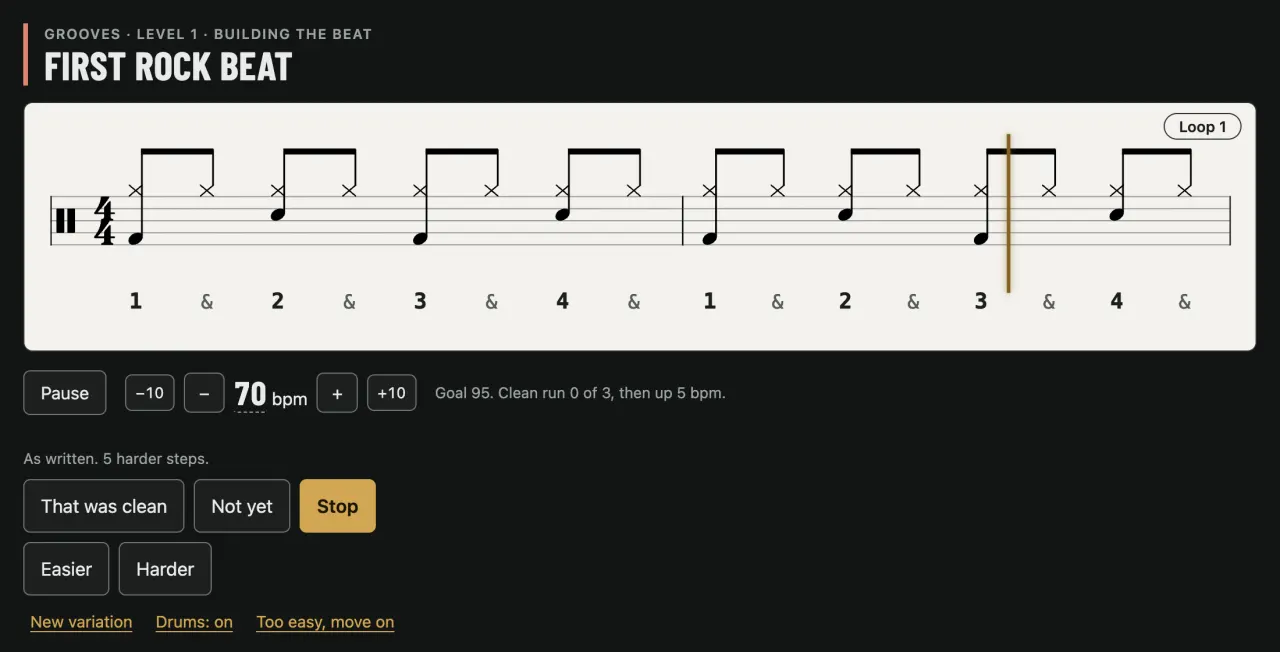 GROOVES · LEVEL 1 · BUILDING THE BEAT
FIRST ROCK BEAT
Loop 1
4
4
1 & 2 & 3 & 4 & 1 & 2 & 3 & 4 &
Pause −10 − 70 bpm + +10 Goal 95. Clean run 0 of 3, then up 5 bpm.
As written. 5 harder steps.
That was clean Not yet Stop
Easier Harder
New variation Drums: on Too easy, move on